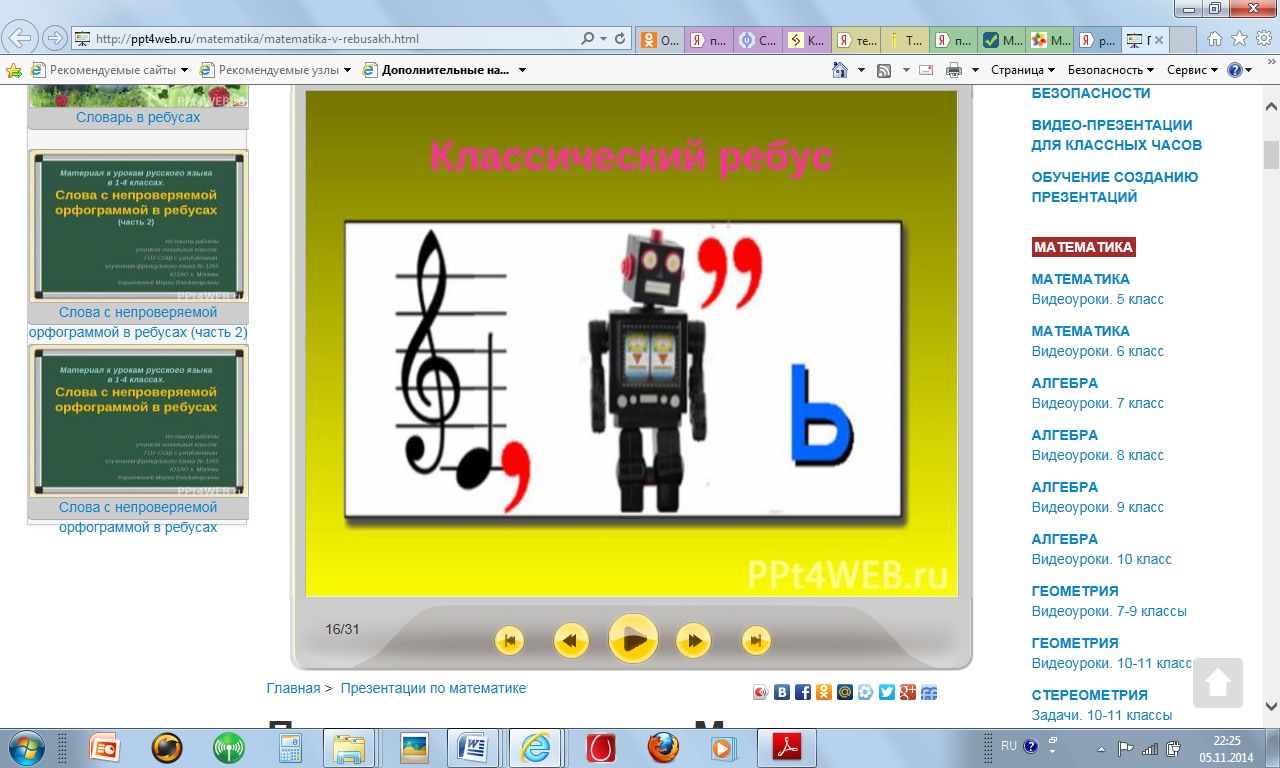 http://ppt4web.ru/matematika/matematika-v-rebusakh.html
О...
п...
С...
К...
те...
Т...
п...
М...
М...
р...
Рекомендуемые сайты
Рекомендуемые узлы
Дополнительные на...
Страница
Безопасность
Сервис
PPt4WEB.ru
Словарь в ребусах
Материал к урокам русского языка
в 1-4 классах.
Слова с непроверяемой
орфограммой в ребусах
(часть 2)
Слова с непроверяемой
орфограммой в ребусах (часть 2)
Материал к урокам русского языка
в 1-4 классах.
Слова с непроверяемой
орфограммой в ребусах
Слова с непроверяемой
орфограммой в ребусах
Классический ребус
,
,,
Ь
PPt4WEB.ru
16/31
Главная > Презентации по математике
БЕЗОПАСНОСТИ
ВИДЕО-ПРЕЗЕНТАЦИИ
ДЛЯ КЛАССНЫХ ЧАСОВ
ОБУЧЕНИЕ СОЗДАНИЮ
ПРЕЗЕНТАЦИЙ
МАТЕМАТИКА
МАТЕМАТИКА
Видеоуроки. 5 класс
МАТЕМАТИКА
Видеоуроки. 6 класс
АЛГЕБРА
Видеоуроки. 7 класс
АЛГЕБРА
Видеоуроки. 8 класс
АЛГЕБРА
Видеоуроки. 9 класс
АЛГЕБРА
Видеоуроки. 10 класс
ГЕОМЕТРИЯ
Видеоуроки. 7-9 классы
ГЕОМЕТРИЯ
Видеоуроки. 10-11 класс
СТЕРЕОМЕТРИЯ
Задачи. 10-11 классы
RU
22:25
05.11.2014